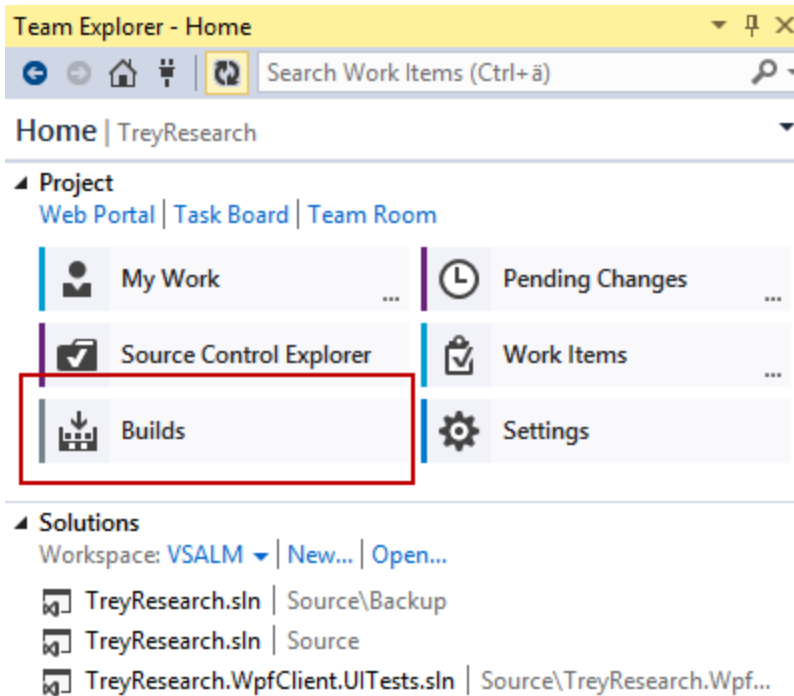 Team Explorer - Home
Search Work Items (Ctrl+ä)
Home | TreyResearch
Project
Web Portal | Task Board | Team Room
My Work ...
Pending Changes ...
Source Control Explorer
Work Items ...
Builds
Settings
Solutions
Workspace: VSALM | New... | Open...
TreyResearch.sln | Source\Backup
TreyResearch.sln | Source
TreyResearch.WpfClient.UITests.sln | Source\TreyResearch.Wpf...